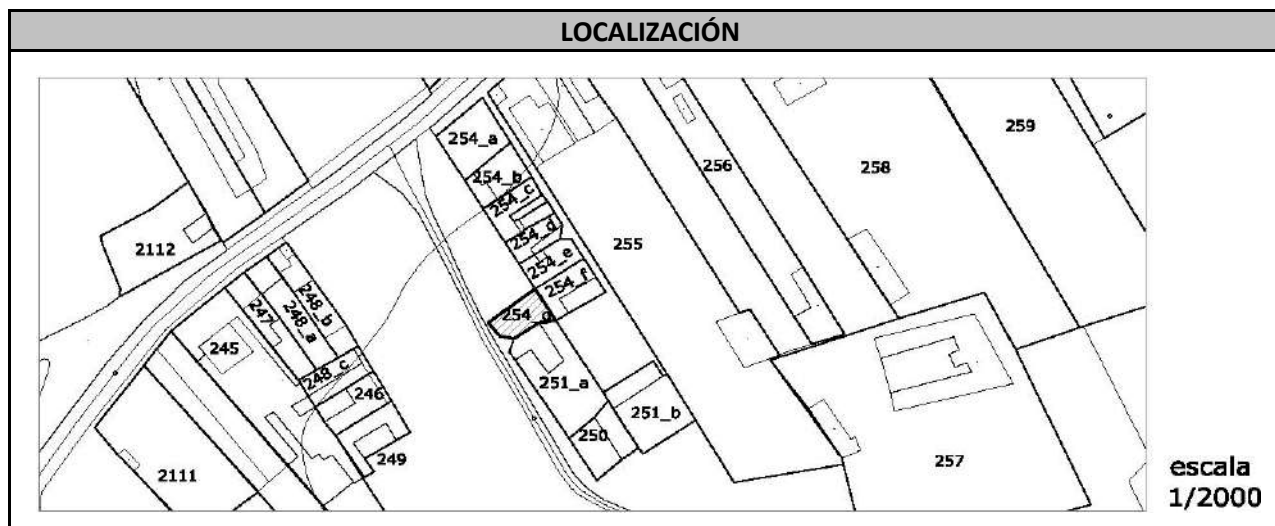 LOCALIZACIÓN
259
254_a
256
258
254_b
254_c
254_d
255
2112
254_e
248_b
254_f
247
248_a
254_g
245
248_c
251_a
246
251_b
250
249
257
2111
escala
1/2000